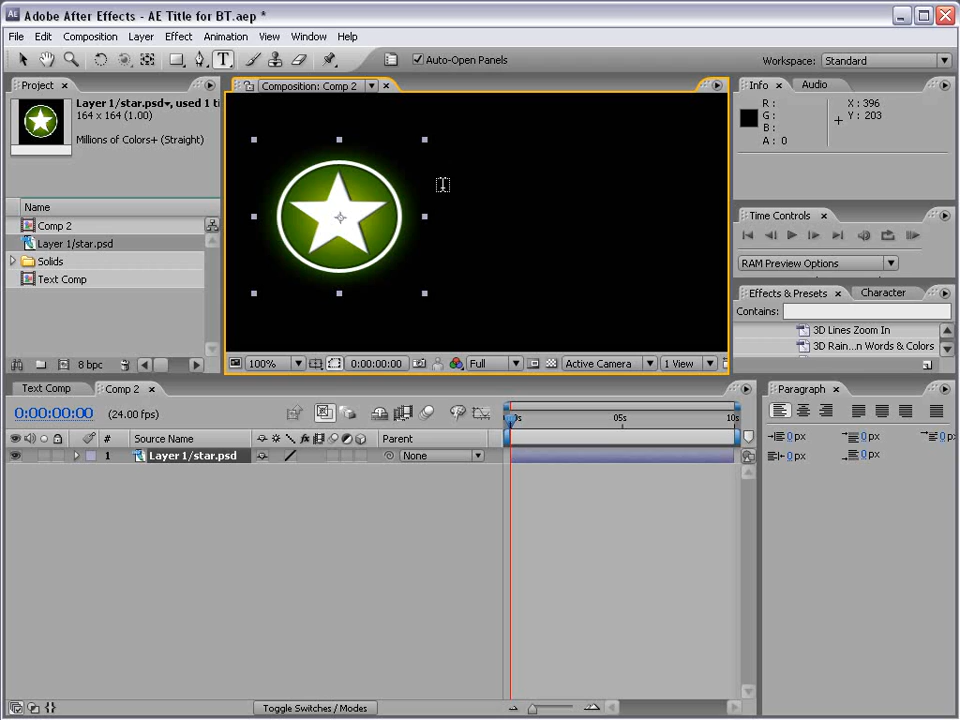 Adobe After Effects - AE Title for BT.aep *
File Edit Composition Layer Effect Animation View Window Help
T Auto-Open Panels Workspace: Standard
Project × Composition: Comp 2 × Info × Audio
Layer 1/star.psd, used 1 ti
164 x 164 (1.00)
Millions of Colors+ (Straight)
R : X : 396
G : Y : 203
B :
A : 0
Name
Comp 2
Layer 1/star.psd
Solids
Text Comp
Time Controls ×
RAM Preview Options
Effects & Presets × Character
Contains:
3D Lines Zoom In
3D Rain...n Words & Colors
8 bpc 100% 0:00:00:00 Full Active Camera 1 View
Text Comp Comp 2 × Paragraph ×
0:00:00:00 (24.00 fps) 05s 10s
# Source Name Parent
1 Layer 1/star.psd None
0 px 0 px 0 px
0 px 0 px
Toggle Switches / Modes